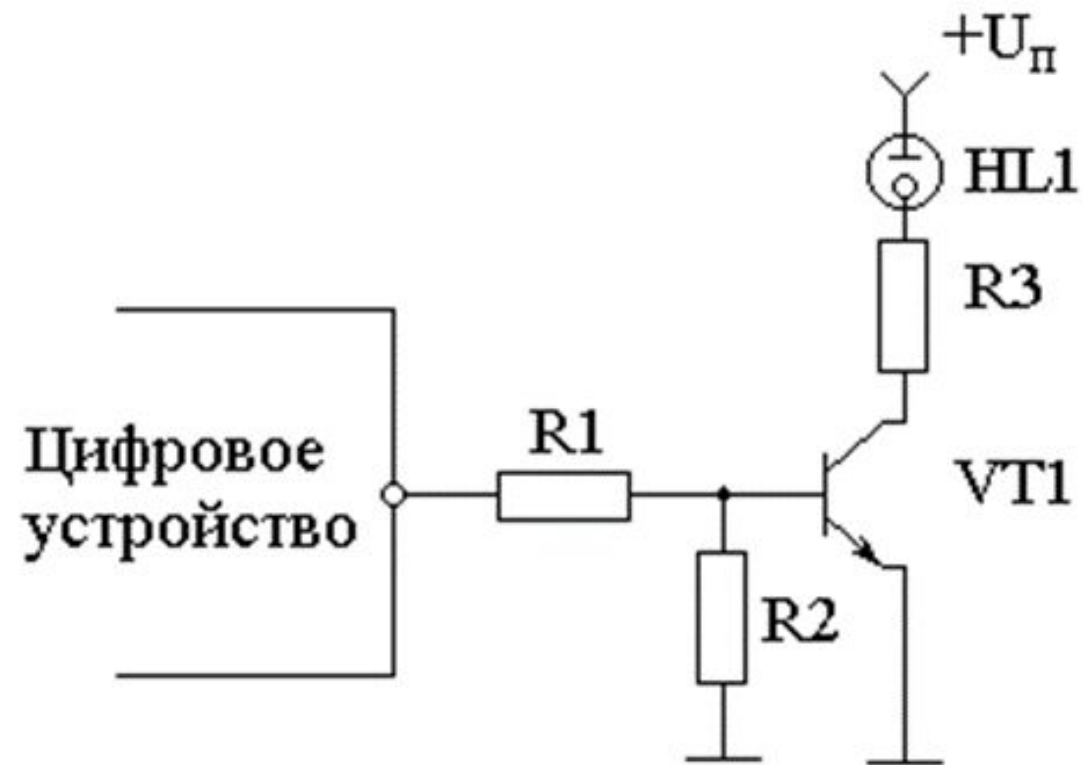 +Uп
HL1
R3
R1
Цифровое
устройство
VT1
R2